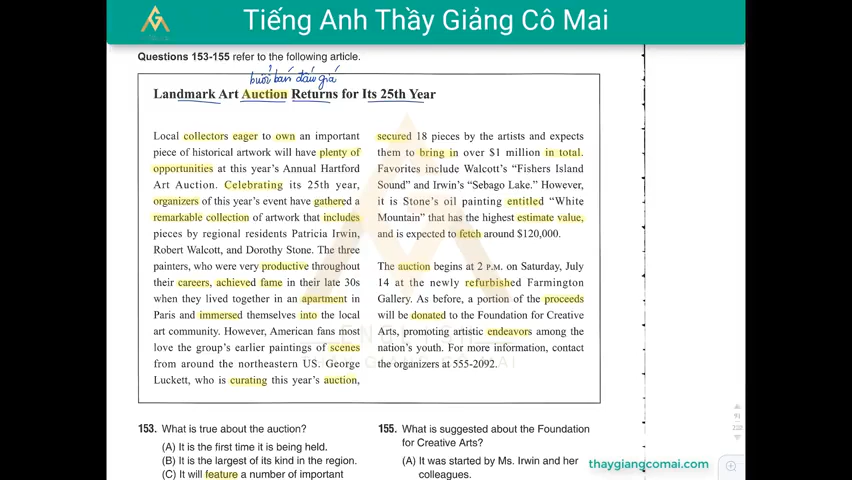 Tiếng Anh Thầy Giảng Cô Mai
Questions 153-155 refer to the following article.
buổi bán đấu giá
Landmark Art Auction Returns for Its 25th Year
Local collectors eager to own an important
piece of historical artwork will have plenty of
opportunities at this year's Annual Hartford
Art Auction. Celebrating its 25th year,
organizers of this year's event have gathered a
remarkable collection of artwork that includes
pieces by regional residents Patricia Irwin,
Robert Walcott, and Dorothy Stone. The three
painters, who were very productive throughout
their careers, achieved fame in their late 30s
when they lived together in an apartment in
Paris and immersed themselves into the local
art community. However, American fans most
love the group's earlier paintings of scenes
from around the northeastern US. George
Luckett, who is curating this year's auction,
secured 18 pieces by the artists and expects
them to bring in over $1 million in total.
Favorites include Walcott's "Fishers Island
Sound" and Irwin's "Sebago Lake." However,
it is Stone's oil painting entitled "White
Mountain" that has the highest estimate value,
and is expected to fetch around $120,000.
The auction begins at 2 P.M. on Saturday, July
14 at the newly refurbished Farmington
Gallery. As before, a portion of the proceeds
will be donated to the Foundation for Creative
Arts, promoting artistic endeavors among the
nation's youth. For more information, contact
the organizers at 555-2092.
153. What is true about the auction?
(A) It is the first time it is being held.
(B) It is the largest of its kind in the region.
(C) It will feature a number of important
155. What is suggested about the Foundation
for Creative Arts?
(A) It was started by Ms. Irwin and her
colleagues.
thaygiangcomai.com